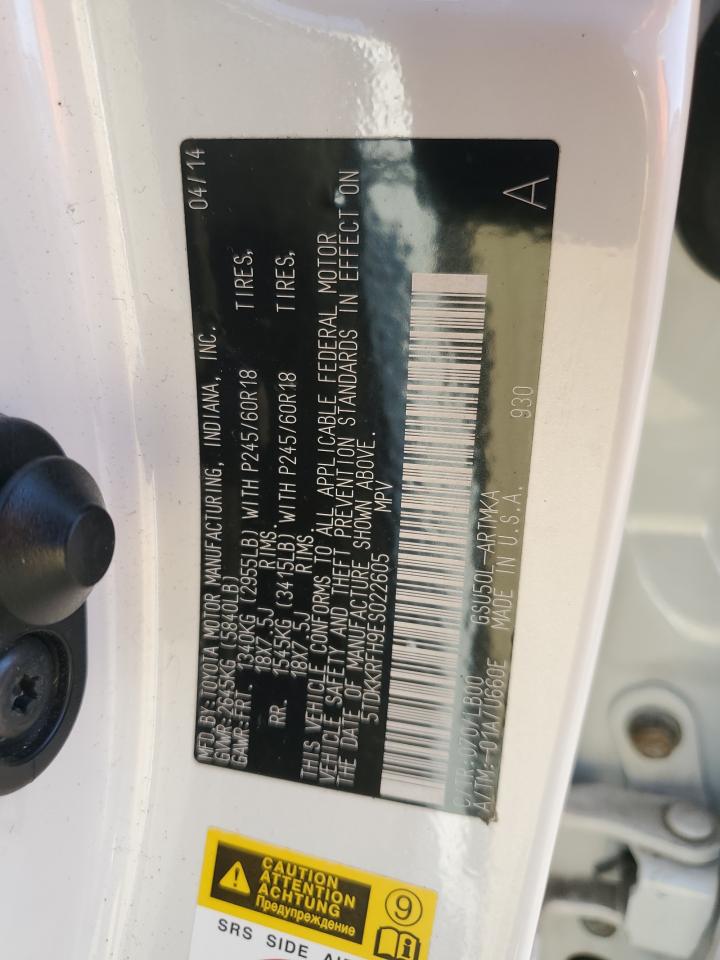 MFD.BY: TOYOTA MOTOR MANUFACTURING, INDIANA, INC. 04/14
GVWR: 2645KG (5840LB)
GAWR: FRT. 1340KG (2955LB) WITH P245/60R18 TIRES,
18X7.5J RIMS.
RR. 1545KG (3415LB) WITH P245/60R18 TIRES,
18X7.5J RIMS
THIS VEHICLE CONFORMS TO ALL APPLICABLE FEDERAL MOTOR
VEHICLE SAFETY AND THEFT PREVENTION STANDARDS IN EFFECT ON
THE DATE OF MANUFACTURE SHOWN ABOVE.
5TDKKRFH9ES022605 MPV
C/TR: 070/LB00 GSU50L-ARTMKA
A/TM: -01A/U660E MADE IN U.S.A. 930
A
CAUTION
ATTENTION
ACHTUNG
Предупреждение
9
SRS SIDE